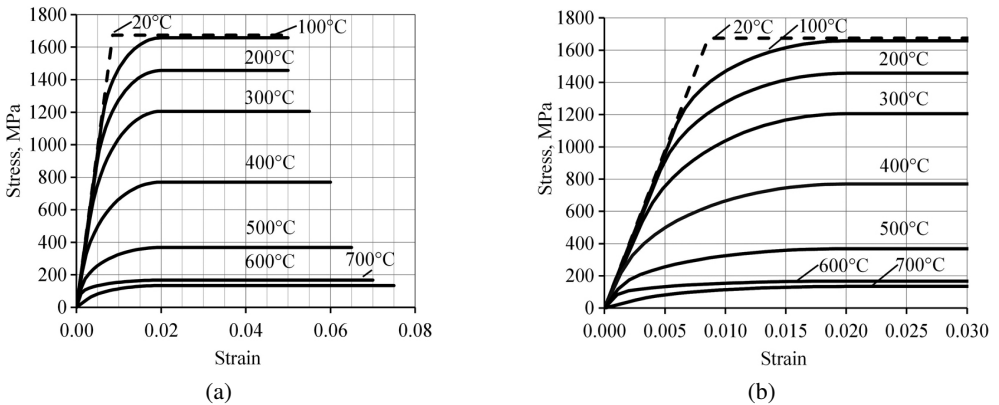 1800
1600
1400
1200
1000
800
600
400
200
0
Stress, MPa
20°C
100°C
200°C
300°C
400°C
500°C
600°C
700°C
0.00 0.02 0.04 0.06 0.08
Strain
(a)
1800
1600
1400
1200
1000
800
600
400
200
0
Stress, MPa
20°C
100°C
200°C
300°C
400°C
500°C
600°C
700°C
0.000 0.005 0.010 0.015 0.020 0.025 0.030
Strain
(b)